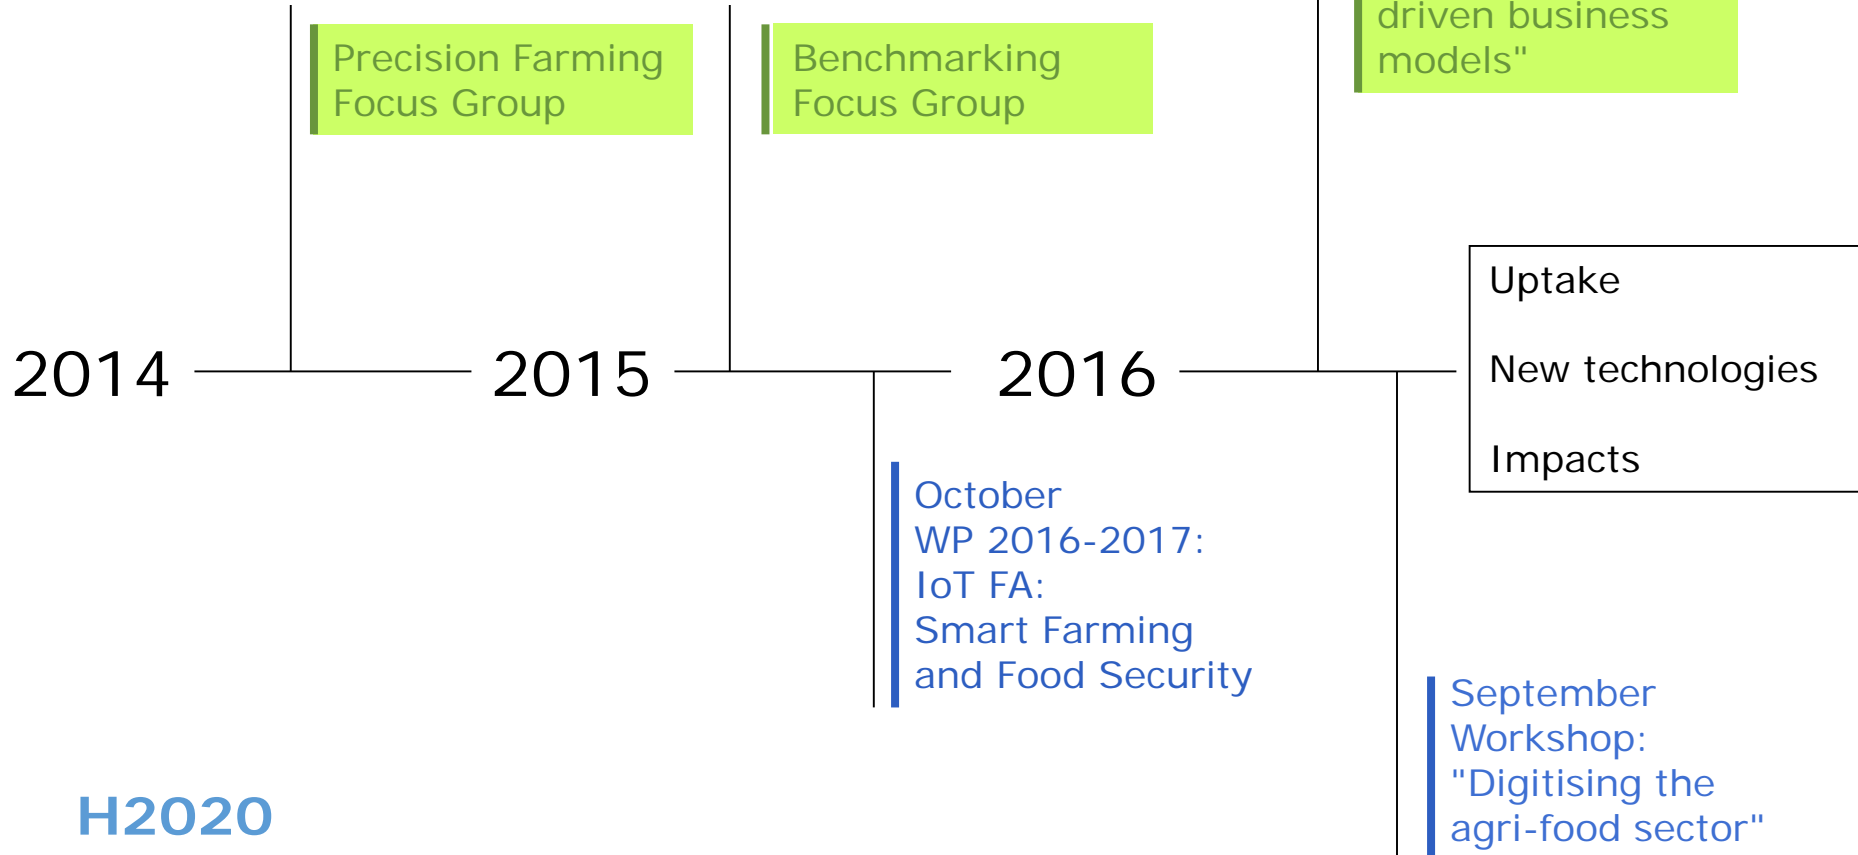 driven business
models"
Precision Farming
Focus Group
Benchmarking
Focus Group
2014
2015
2016
Uptake
New technologies
Impacts
October
WP 2016-2017:
IoT FA:
Smart Farming
and Food Security
September
Workshop:
"Digitising the
agri-food sector"
H2020